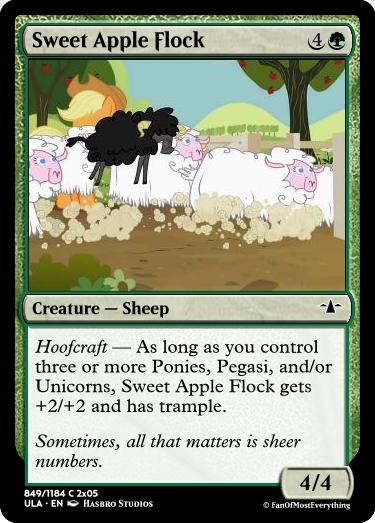 Sweet Apple Flock 4
Creature — Sheep
Hoofcraft — As long as you control
three or more Ponies, Pegasi, and/or
Unicorns, Sweet Apple Flock gets
+2/+2 and has trample.
Sometimes, all that matters is sheer
numbers.
4/4
849/1184 C 2x05
ULA • EN Hasbro Studios
© FanOfMostEverything